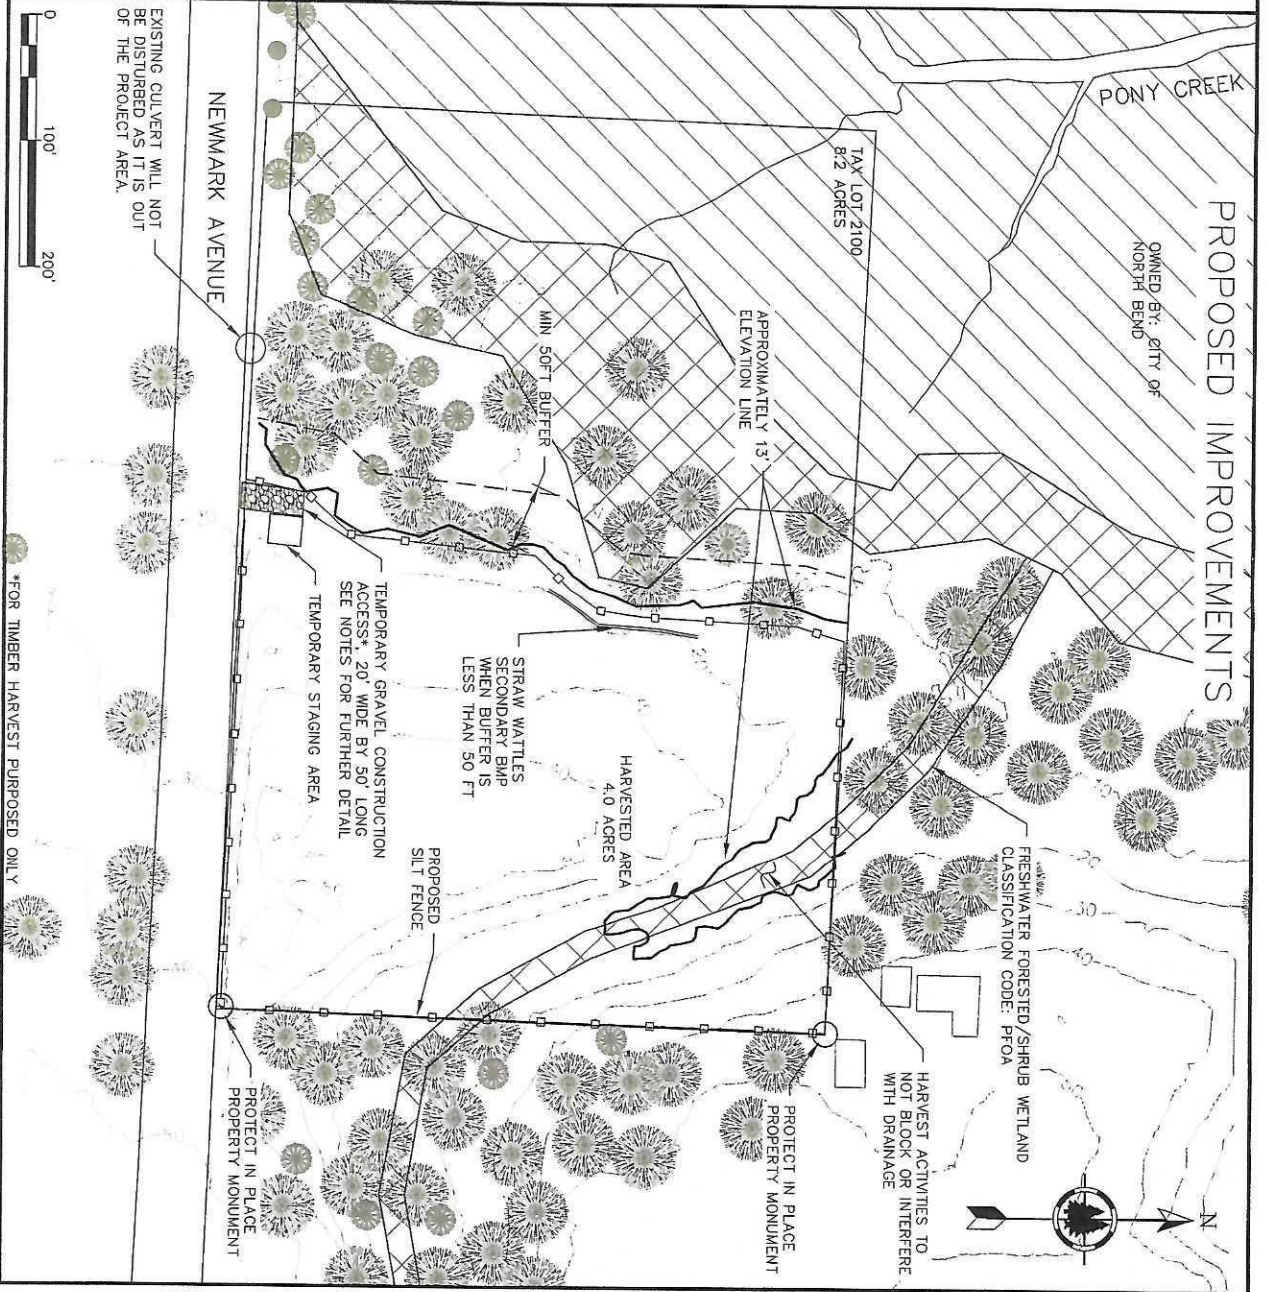 PROPOSED IMPROVEMENTS
PONY CREEK
OWNED BY: CITY OF
NORTH BEND
N
TAX LOT 2100
8.2 ACRES
APPROXIMATELY 13'
ELEVATION LINE
MIN 50FT BUFFER
FRESHWATER FORESTED/SHRUB WETLAND
CLASSIFICATION CODE: PFOA
HARVEST ACTIVITIES TO
NOT BLOCK OR INTERFERE
WITH DRAINAGE
PROTECT IN PLACE
PROPERTY MONUMENT
HARVESTED AREA
4.0 ACRES
STRAW WATTLES
SECONDARY BMP
WHEN BUFFER IS
LESS THAN 50 FT
PROPOSED
SILT FENCE
TEMPORARY GRAVEL CONSTRUCTION
ACCESS*, 20' WIDE BY 50' LONG
SEE NOTES FOR FURTHER DETAIL
TEMPORARY STAGING AREA
PROTECT IN PLACE
PROPERTY MONUMENT
NEWMARK AVENUE
EXISTING CULVERT WILL NOT
BE DISTURBED AS IT IS OUT
OF THE PROJECT AREA.
0 100' 200'
*FOR TIMBER HARVEST PURPOSED ONLY